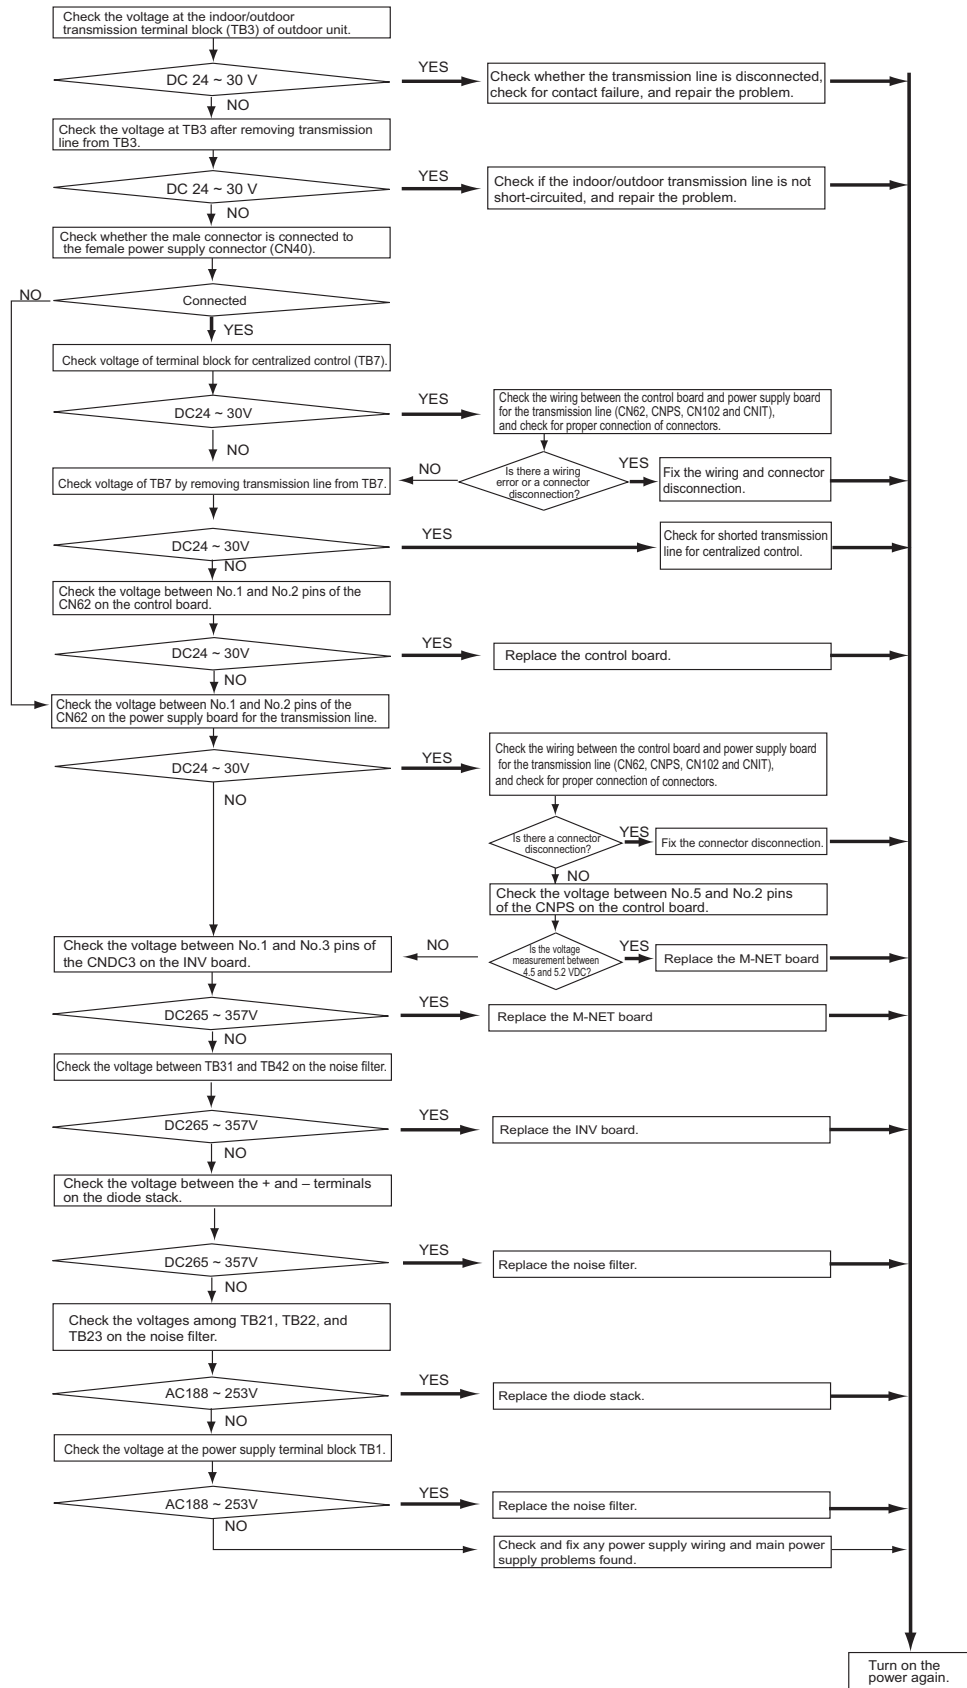 Check the voltage at the indoor/outdoor
transmission terminal block (TB3) of outdoor unit.
DC 24 ~ 30 V
YES
Check whether the transmission line is disconnected,
check for contact failure, and repair the problem.
NO
Check the voltage at TB3 after removing transmission
line from TB3.
DC 24 ~ 30 V
YES
Check if the indoor/outdoor transmission line is not
short-circuited, and repair the problem.
NO
Check whether the male connector is connected to
the female power supply connector (CN40).
NO
Connected
YES
Check voltage of terminal block for centralized control (TB7).
DC24 ~ 30V
YES
Check the wiring between the control board and power supply board
for the transmission line (CN62, CNPS, CN102 and CNIT),
and check for proper connection of connectors.
NO
Is there a wiring
error or a connector
disconnection?
NO
YES
Fix the wiring and connector
disconnection.
Check voltage of TB7 by removing transmission line from TB7.
DC24 ~ 30V
YES
Check for shorted transmission
line for centralized control.
NO
Check the voltage between No.1 and No.2 pins of the
CN62 on the control board.
DC24 ~ 30V
YES
Replace the control board.
NO
Check the voltage between No.1 and No.2 pins of the
CN62 on the power supply board for the transmission line.
DC24 ~ 30V
YES
Check the wiring between the control board and power supply board
for the transmission line (CN62, CNPS, CN102 and CNIT),
and check for proper connection of connectors.
NO
Is there a connector
disconnection?
YES
Fix the connector disconnection.
NO
Check the voltage between No.5 and No.2 pins
of the CNPS on the control board.
Is the voltage
measurement between
4.5 and 5.2 VDC?
NO
YES
Replace the M-NET board
Check the voltage between No.1 and No.3 pins of
the CNDC3 on the INV board.
DC265 ~ 357V
YES
Replace the M-NET board
NO
Check the voltage between TB31 and TB42 on the noise filter.
DC265 ~ 357V
YES
Replace the INV board.
NO
Check the voltage between the + and – terminals
on the diode stack.
DC265 ~ 357V
YES
Replace the noise filter.
NO
Check the voltages among TB21, TB22, and
TB23 on the noise filter.
AC188 ~ 253V
YES
Replace the diode stack.
NO
Check the voltage at the power supply terminal block TB1.
AC188 ~ 253V
YES
Replace the noise filter.
NO
Check and fix any power supply wiring and main power
supply problems found.
Turn on the
power again.